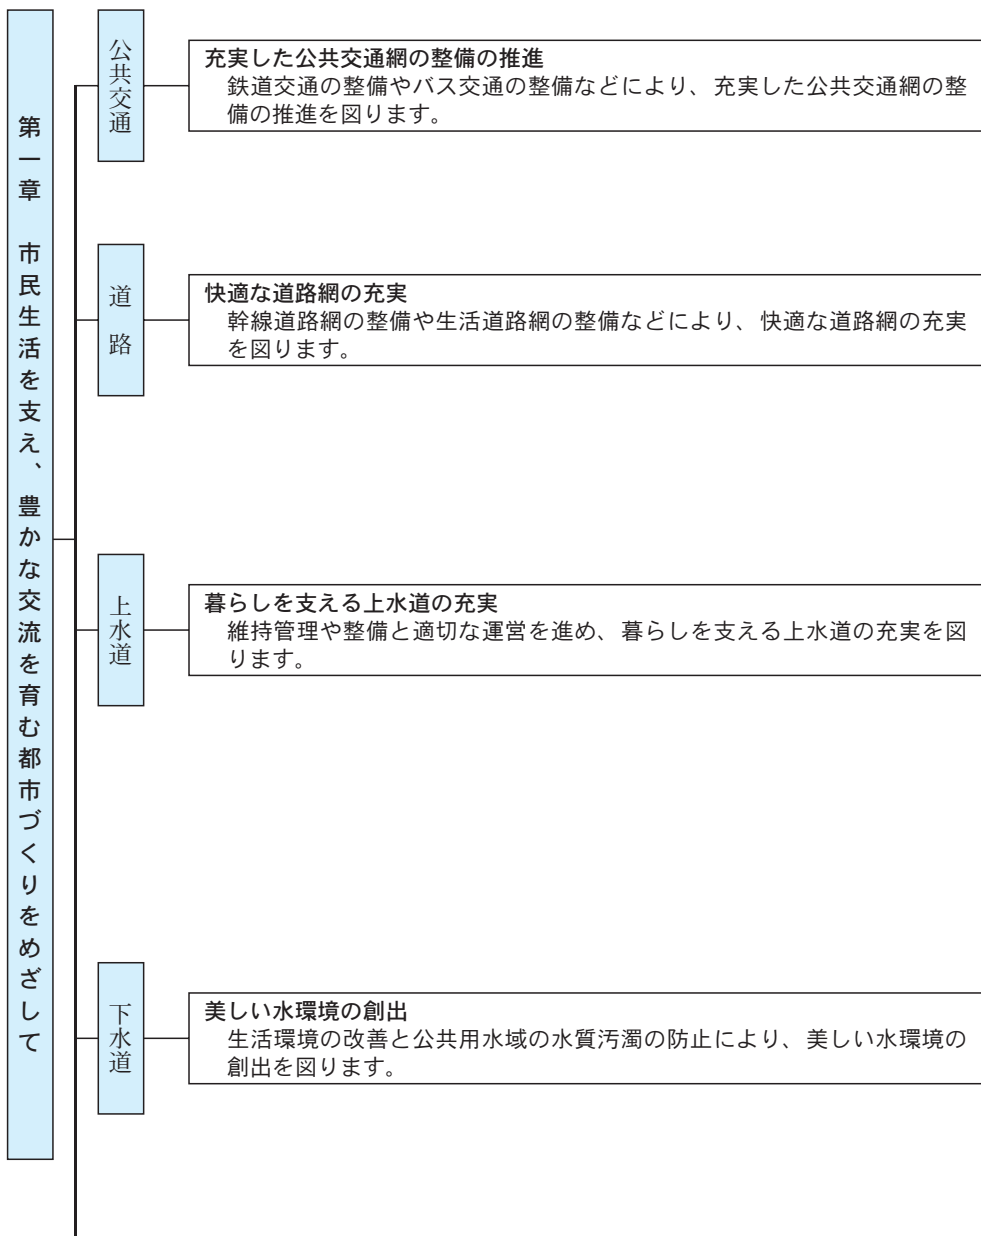 第一章　市民生活を支え、豊かな交流を育む都市づくりをめざして
公共交通
充実した公共交通網の整備の推進
鉄道交通の整備やバス交通の整備などにより、充実した公共交通網の整
備の推進を図ります。
道路
快適な道路網の充実
幹線道路網の整備や生活道路網の整備などにより、快適な道路網の充実
を図ります。
上水道
暮らしを支える上水道の充実
維持管理や整備と適切な運営を進め、暮らしを支える上水道の充実を図
ります。
下水道
美しい水環境の創出
生活環境の改善と公共用水域の水質汚濁の防止により、美しい水環境の
創出を図ります。